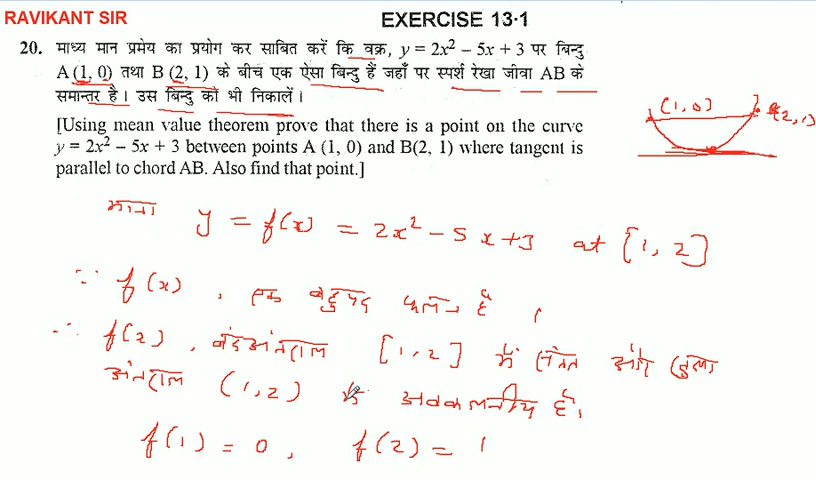 RAVIKANT SIR
EXERCISE 13·1
20. माध्य मान प्रमेय का प्रयोग कर साबित करें कि वक्र, y = 2x² – 5x + 3 पर बिन्दु
A (1, 0) तथा B (2, 1) के बीच एक ऐसा बिन्दु हैं जहाँ पर स्पर्श रेखा जीवा AB के
समान्तर है। उस बिन्दु को भी निकालें।
(1,0)
B(2,1)
[Using mean value theorem prove that there is a point on the curve
y = 2x² – 5x + 3 between points A (1, 0) and B(2, 1) where tangent is
parallel to chord AB. Also find that point.]
माना y = f(x) = 2x² – 5x+3 at [1, 2]
∵ f(x), एक बहुपद फलन है ।
∴ f(2), बंद अंतराल [1,2] में सतत और खुला
अंतराल (1,2) में अवकलनीय है।
f(1) = 0, f(2) = 1